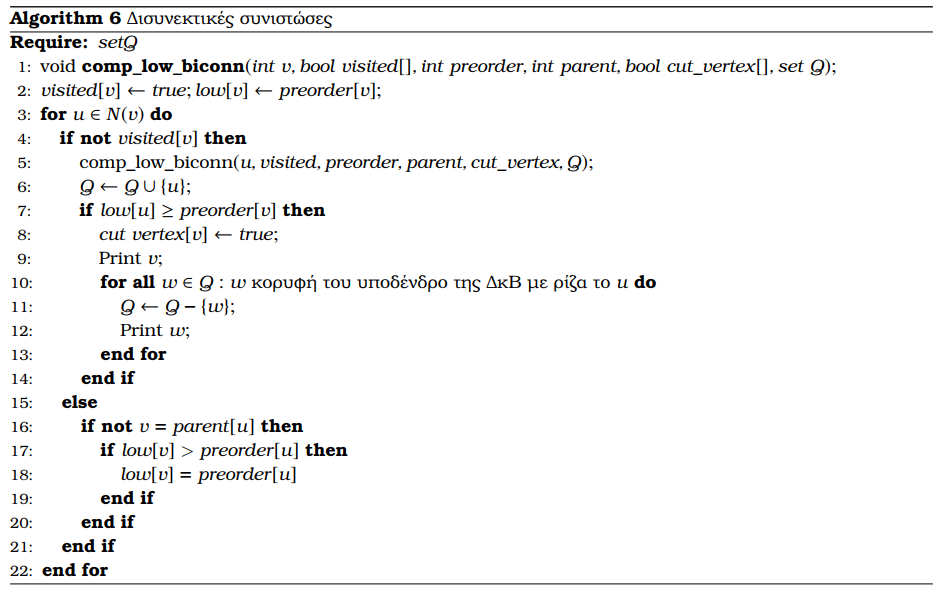 Algorithm 6 Δισυνεκτικές συνιστώσες
Require: setQ
1: void comp_low_biconn(int v, bool visited[], int preorder, int parent, bool cut_vertex[], set Q);
2: visited[v] ← true; low[v] ← preorder[v];
3: for u ∈ N(v) do
4: if not visited[v] then
5: comp_low_biconn(u, visited, preorder, parent, cut_vertex, Q);
6: Q ← Q ∪ {u};
7: if low[u] ≥ preorder[v] then
8: cut vertex[v] ← true;
9: Print v;
10: for all w ∈ Q : w κορυφή του υποδένδρο της ΔκΒ με ρίζα το u do
11: Q ← Q − {w};
12: Print w;
13: end for
14: end if
15: else
16: if not v = parent[u] then
17: if low[v] > preorder[u] then
18: low[v] = preorder[u]
19: end if
20: end if
21: end if
22: end for